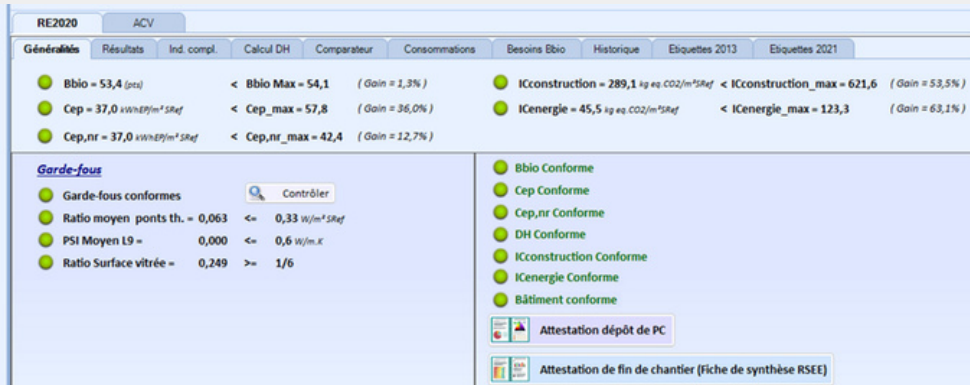 RE2020 ACV
Généralités Résultats Ind. compl. Calcul DH Comparateur Consommations Besoins Bbio Historique Etiquettes 2013 Etiquettes 2021
Bbio = 53,4 (pts) < Bbio Max = 54,1 (Gain = 1,3%)
Cep = 37,0 kWhEP/m² SRef < Cep_max = 57,8 (Gain = 36,0%)
Cep,nr = 37,0 kWhEP/m² SRef < Cep,nr_max = 42,4 (Gain = 12,7%)
ICconstruction = 289,1 kg eq.CO2/m²SRef < ICconstruction_max = 621,6 (Gain = 53,5%)
ICenergie = 45,5 kg eq.CO2/m²SRef < ICenergie_max = 123,3 (Gain = 63,1%)
Garde-fous
Garde-fous conformes Contrôler
Ratio moyen ponts th. = 0,063 <= 0,33 W/m² SRef
PSI Moyen L9 = 0,000 <= 0,6 W/m.K
Ratio Surface vitrée = 0,249 >= 1/6
Bbio Conforme
Cep Conforme
Cep,nr Conforme
DH Conforme
ICconstruction Conforme
ICenergie Conforme
Bâtiment conforme
Attestation dépôt de PC
Attestation de fin de chantier (Fiche de synthèse RSEE)